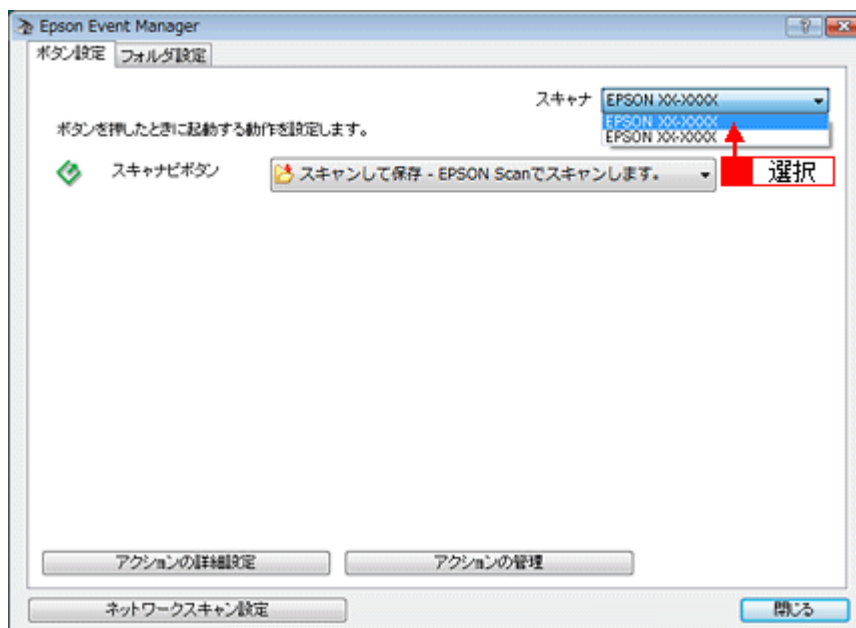 Epson Event Manager
ボタン設定 フォルダ設定
スキャナ EPSON XX-XXXX
EPSON XX-XXXX
EPSON XX-XXXX
ボタンを押したときに起動する動作を設定します。
選択
スキャナビボタン スキャンして保存 - EPSON Scanでスキャンします。
アクションの詳細設定 アクションの管理
ネットワークスキャン設定 閉じる